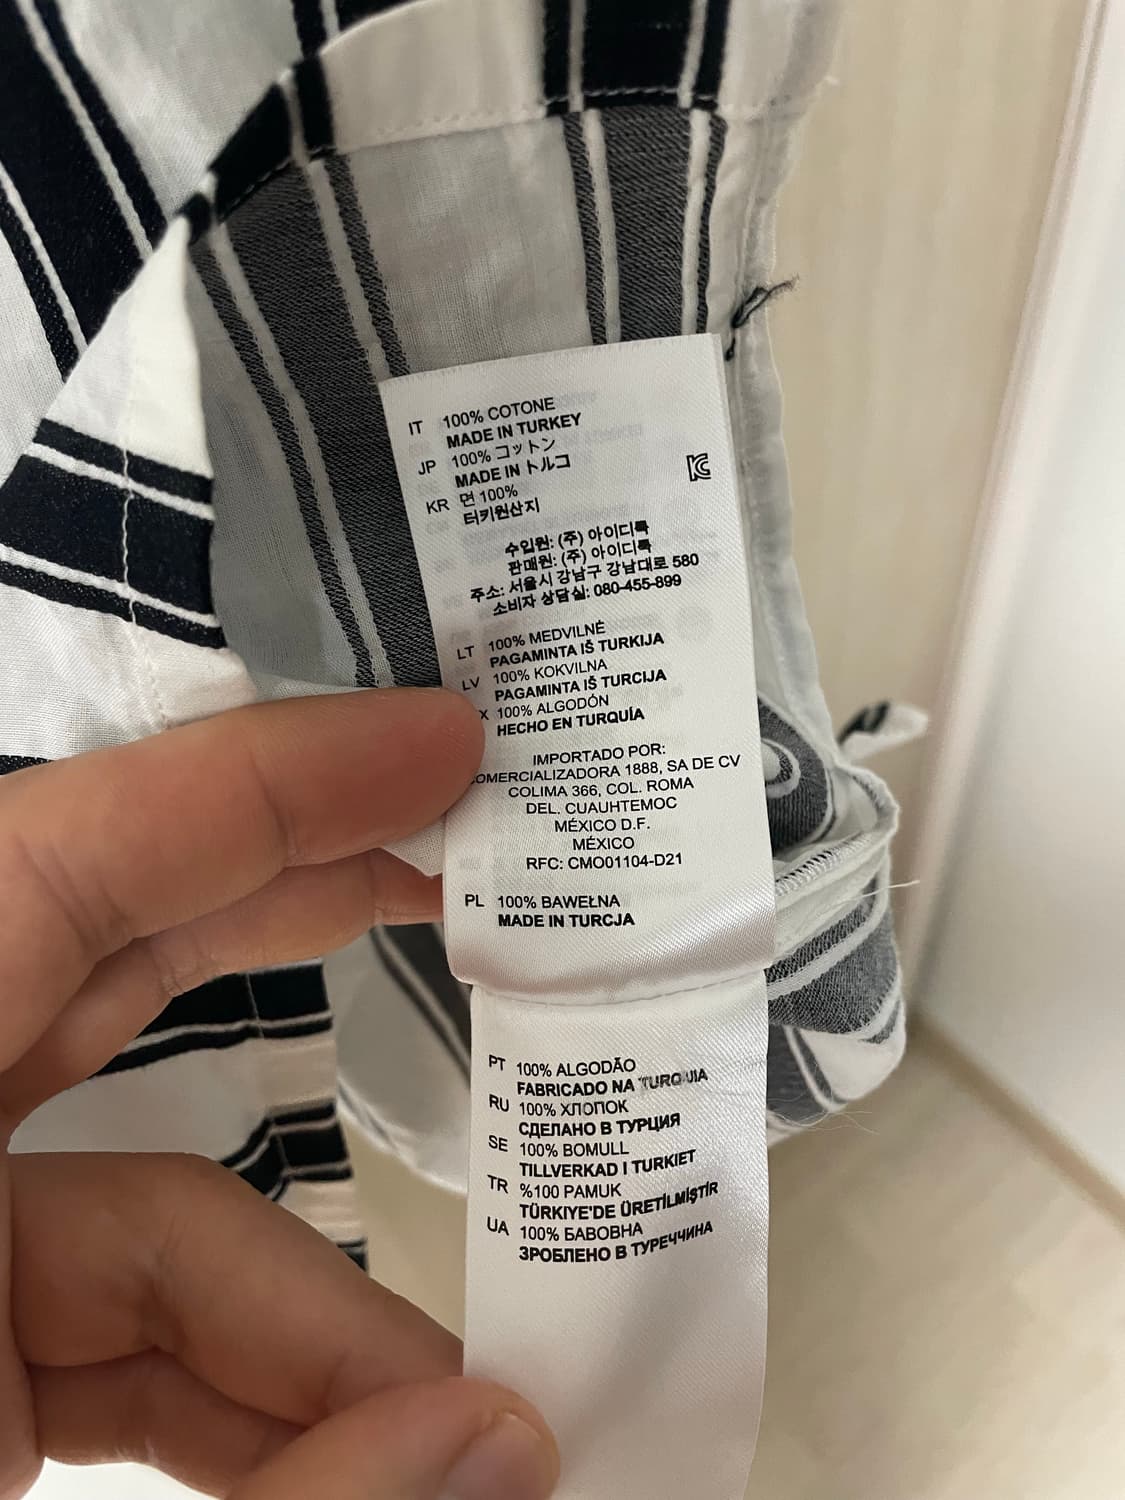 IT 100% COTONE
MADE IN TURKEY
JP 100% コットン
MADE IN トルコ
KR 면 100%
터키원산지
수입원: (주) 아이디룩
판매원: (주) 아이디룩
주소: 서울시 강남구 강남대로 580
소비자 상담실: 080-455-899
LT 100% MEDVILNĖ
PAGAMINTA IŠ TURKIJA
LV 100% KOKVILNA
PAGAMINTA IŠ TURCIJA
X 100% ALGODÓN
HECHO EN TURQUÍA
IMPORTADO POR:
OMERCIALIZADORA 1888, SA DE CV
COLIMA 366, COL. ROMA
DEL. CUAUHTEMOC
MÉXICO D.F.
MÉXICO
RFC: CMO01104-D21
PL 100% BAWEŁNA
MADE IN TURCJA
PT 100% ALGODÃO
FABRICADO NA TURQUIA
RU 100% ХЛОПОК
СДЕЛАНО В ТУРЦИЯ
SE 100% BOMULL
TILLVERKAD I TURKIET
TR %100 PAMUK
TÜRKIYE'DE ÜRETİLMİŞTİR
UA 100% БАВОВНА
ЗРОБЛЕНО В ТУРЕЧЧИНА